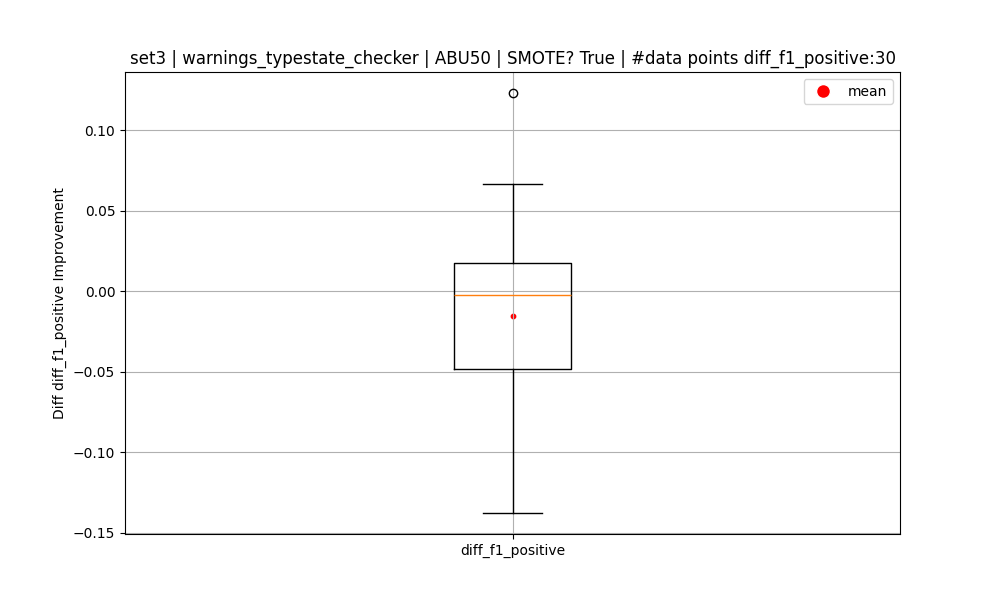 set3 | warnings_typestate_checker | ABU50 | SMOTE? True | #data points diff_f1_positive:30
mean
Diff diff_f1_positive Improvement
0.10
0.05
0.00
−0.05
−0.10
−0.15
diff_f1_positive